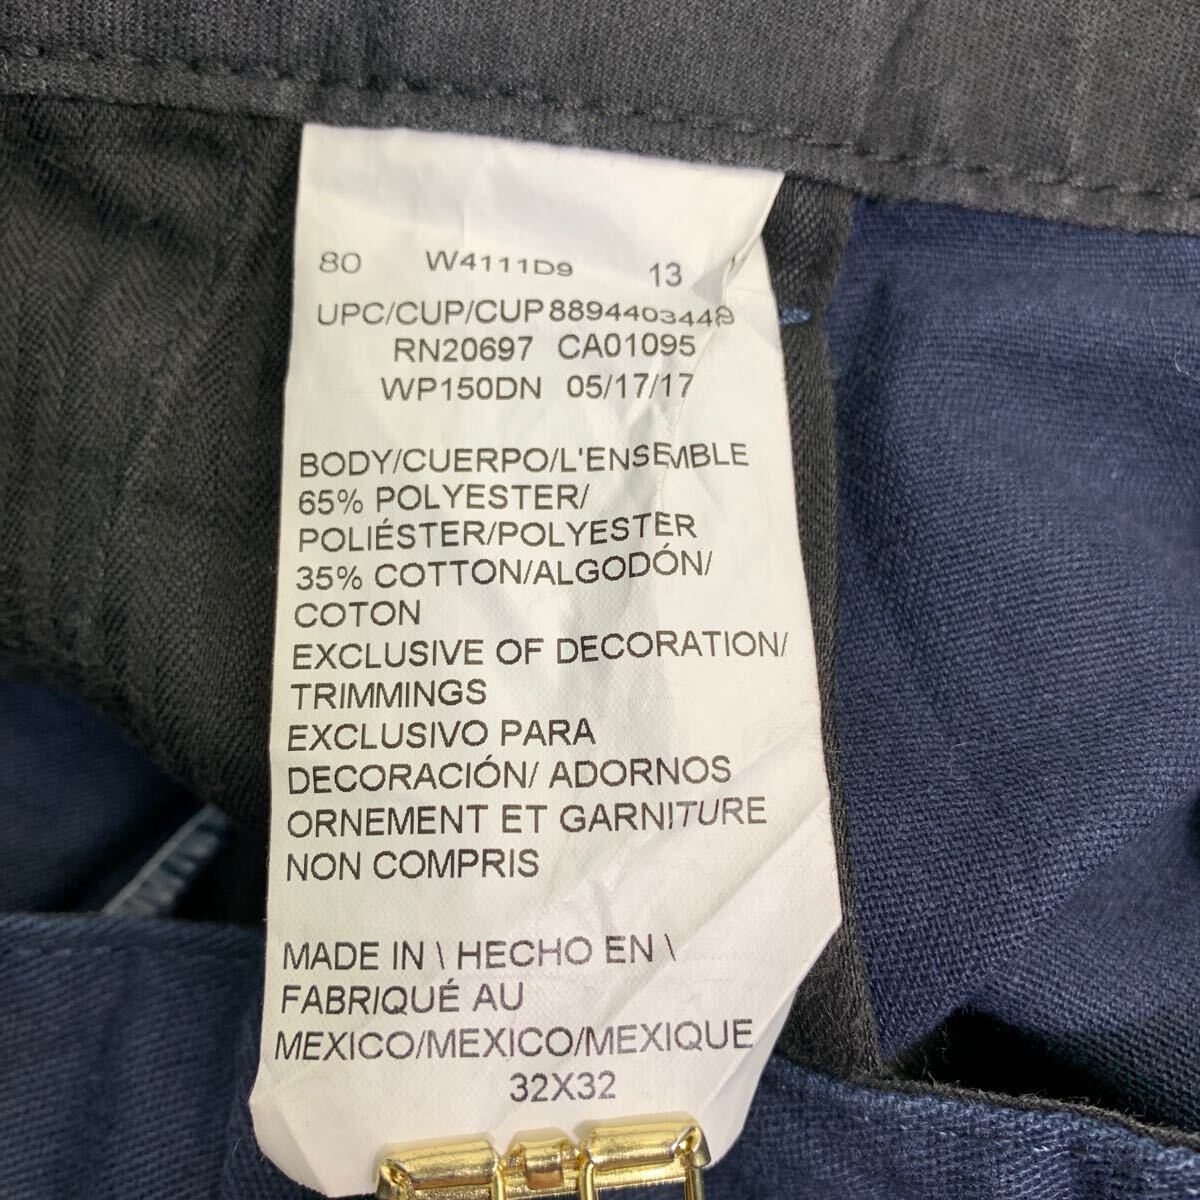 80 W4111D9 13
UPC/CUP/CUP
RN20697 CA01095
WP150DN 05/17/17
BODY/CUERPO/L'ENSEMBLE
65% POLYESTER/
POLIÉSTER/POLYESTER
35% COTTON/ALGODÓN/
COTON
EXCLUSIVE OF DECORATION/
TRIMMINGS
EXCLUSIVO PARA
DECORACIÓN/ ADORNOS
ORNEMENT ET GARNITURE
NON COMPRIS
MADE IN \ HECHO EN \
FABRIQUÉ AU
MEXICO/MEXICO/MEXIQUE
32X32